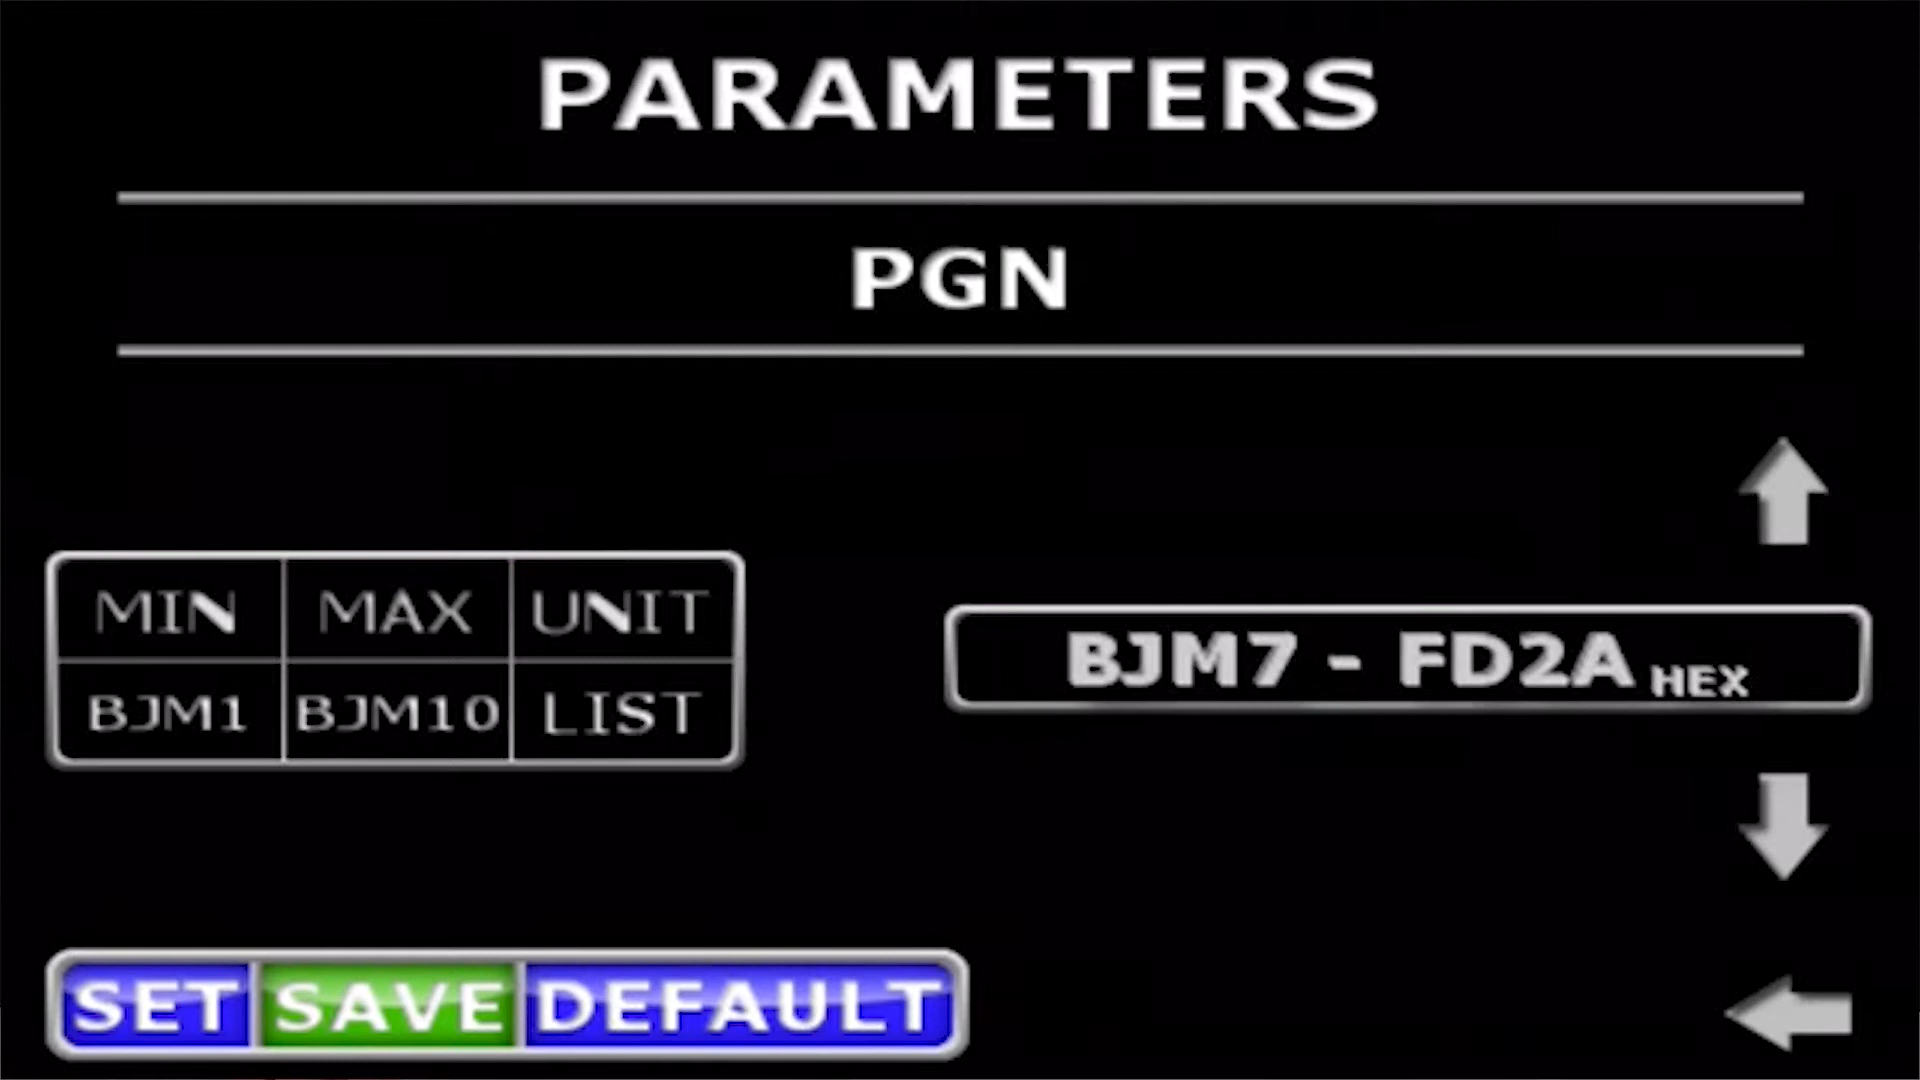 PARAMETERS
PGN
MIN MAX UNIT
BJM1 BJM10 LIST
BJM7 - FD2A HEX
SET SAVE DEFAULT